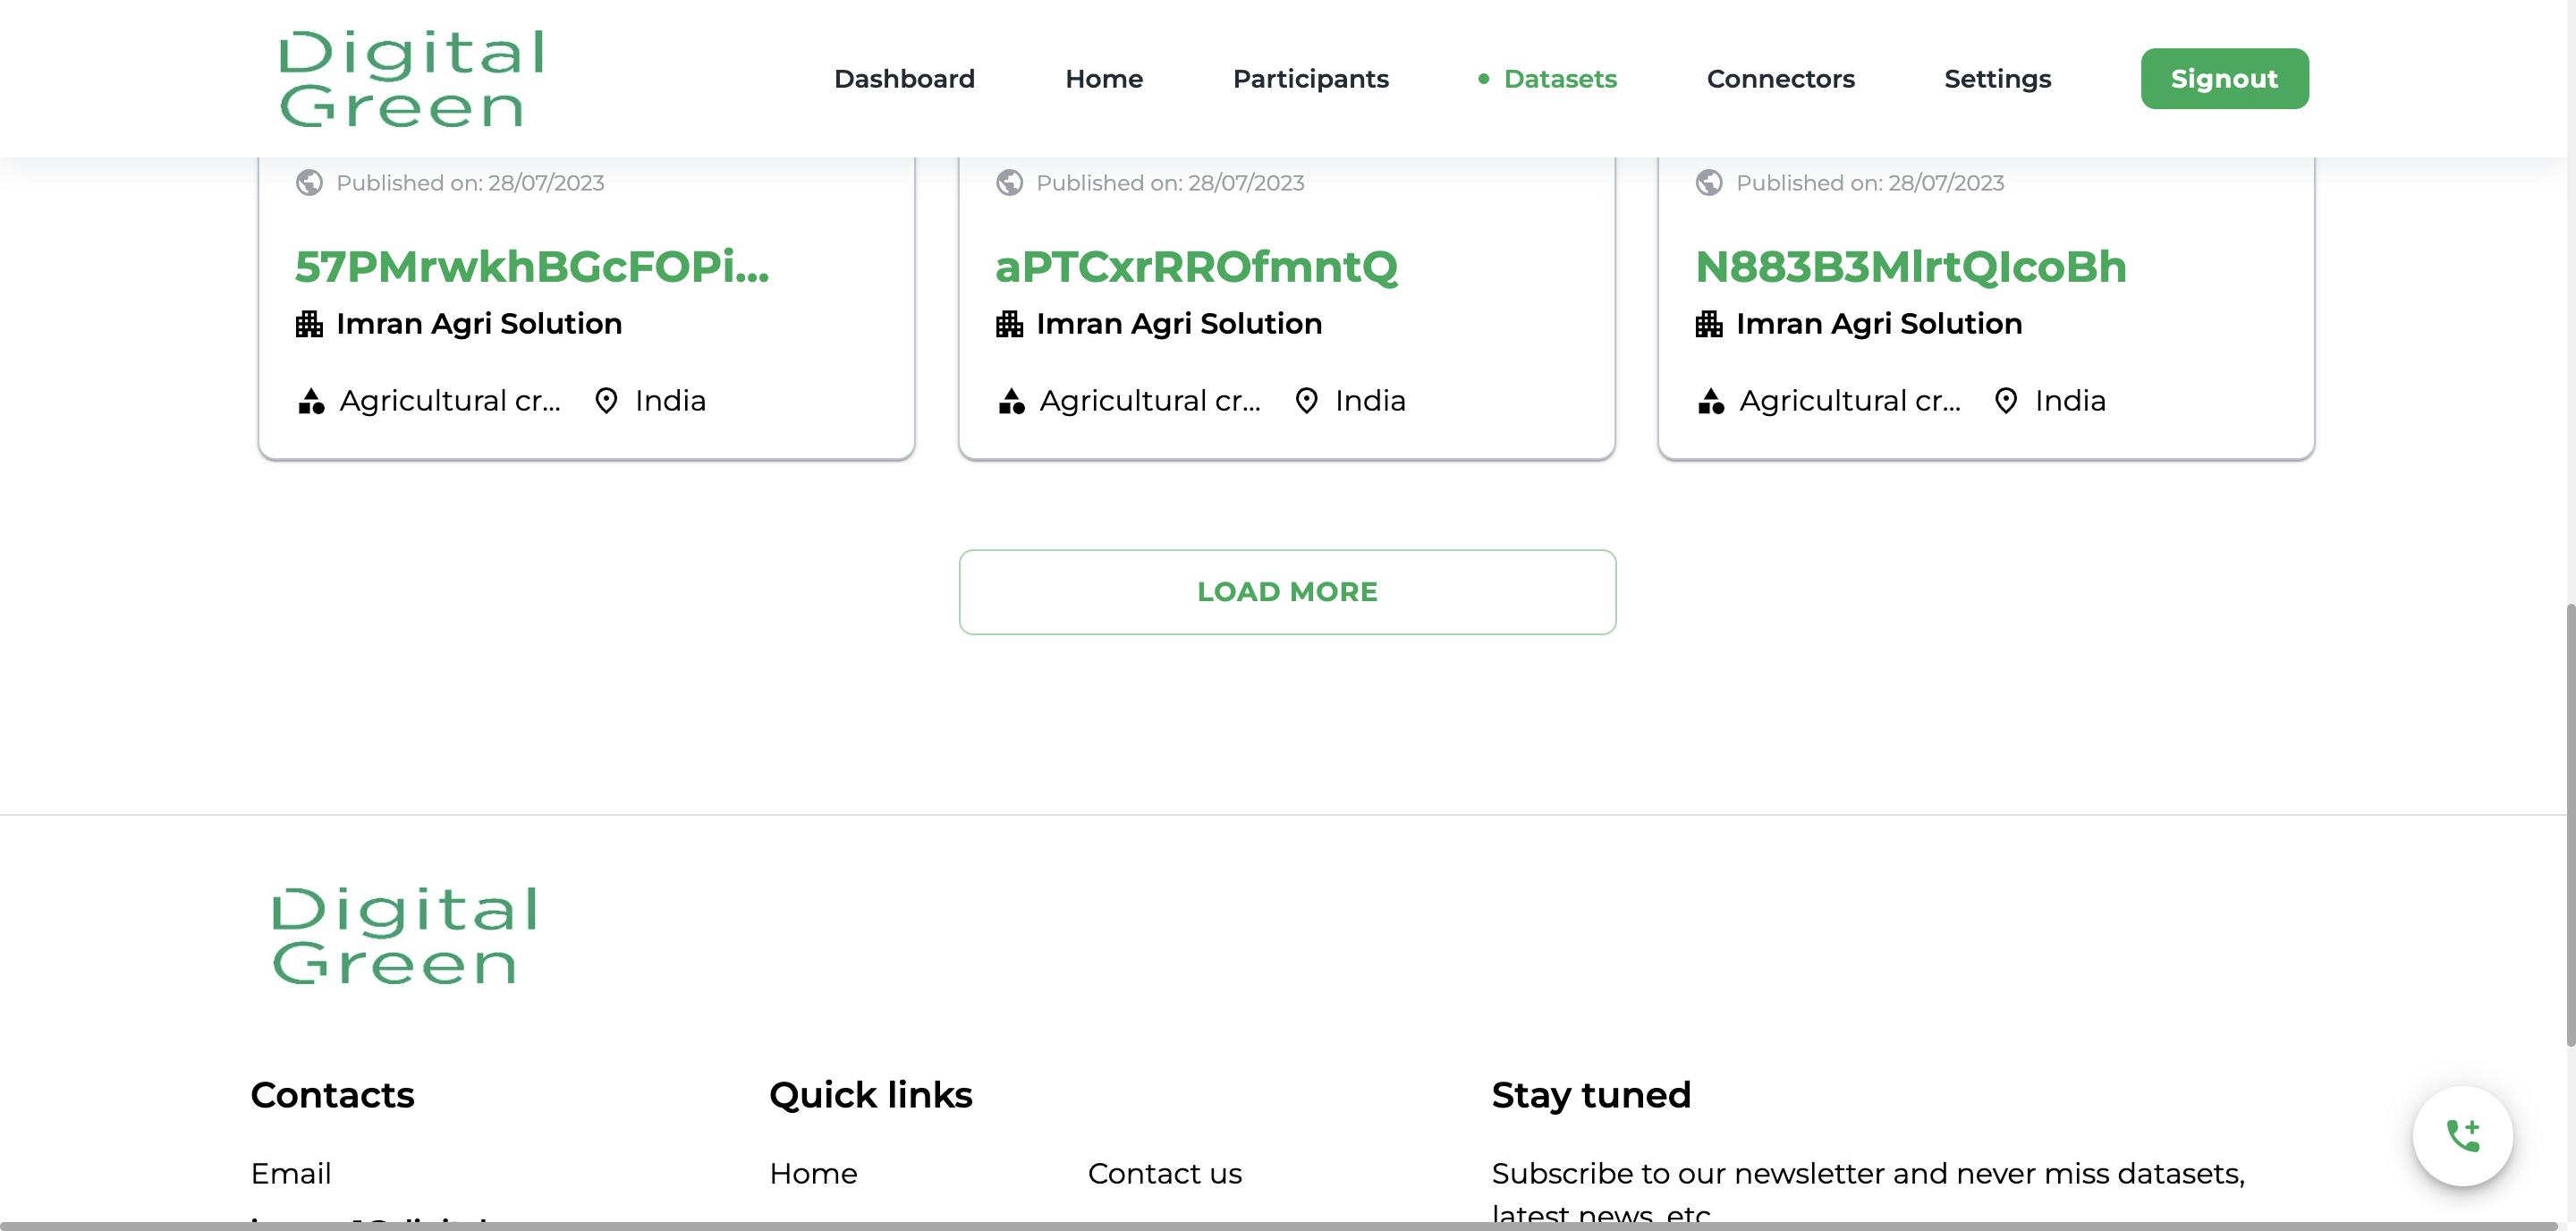 Digital
Green
Dashboard Home Participants Datasets Connectors Settings Signout
Published on: 28/07/2023 Published on: 28/07/2023 Published on: 28/07/2023
57PMrwkhBGcFOPi... aPTCxrRROfmntQ N883B3MlrtQIcoBh
Imran Agri Solution Imran Agri Solution Imran Agri Solution
Agricultural cr... India Agricultural cr... India Agricultural cr... India
LOAD MORE
Digital
Green
Contacts Quick links Stay tuned
Email Home Contact us Subscribe to our newsletter and never miss datasets,
latest news, etc